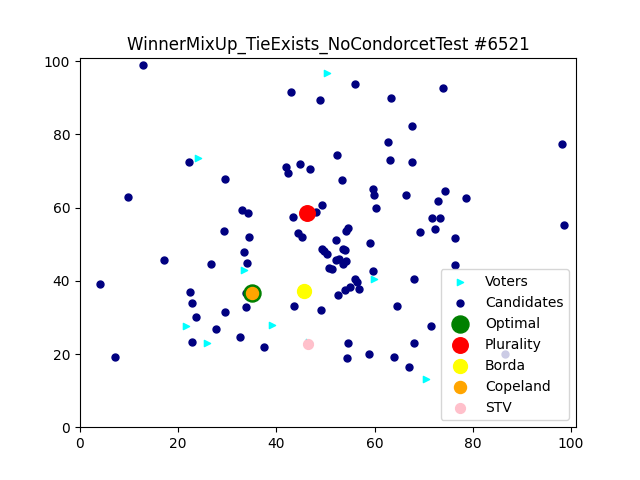 WinnerMixUp_TieExists_NoCondorcetTest #6521
100
80
60
40
20
0
0 20 40 60 80 100
Voters
Candidates
Optimal
Plurality
Borda
Copeland
STV